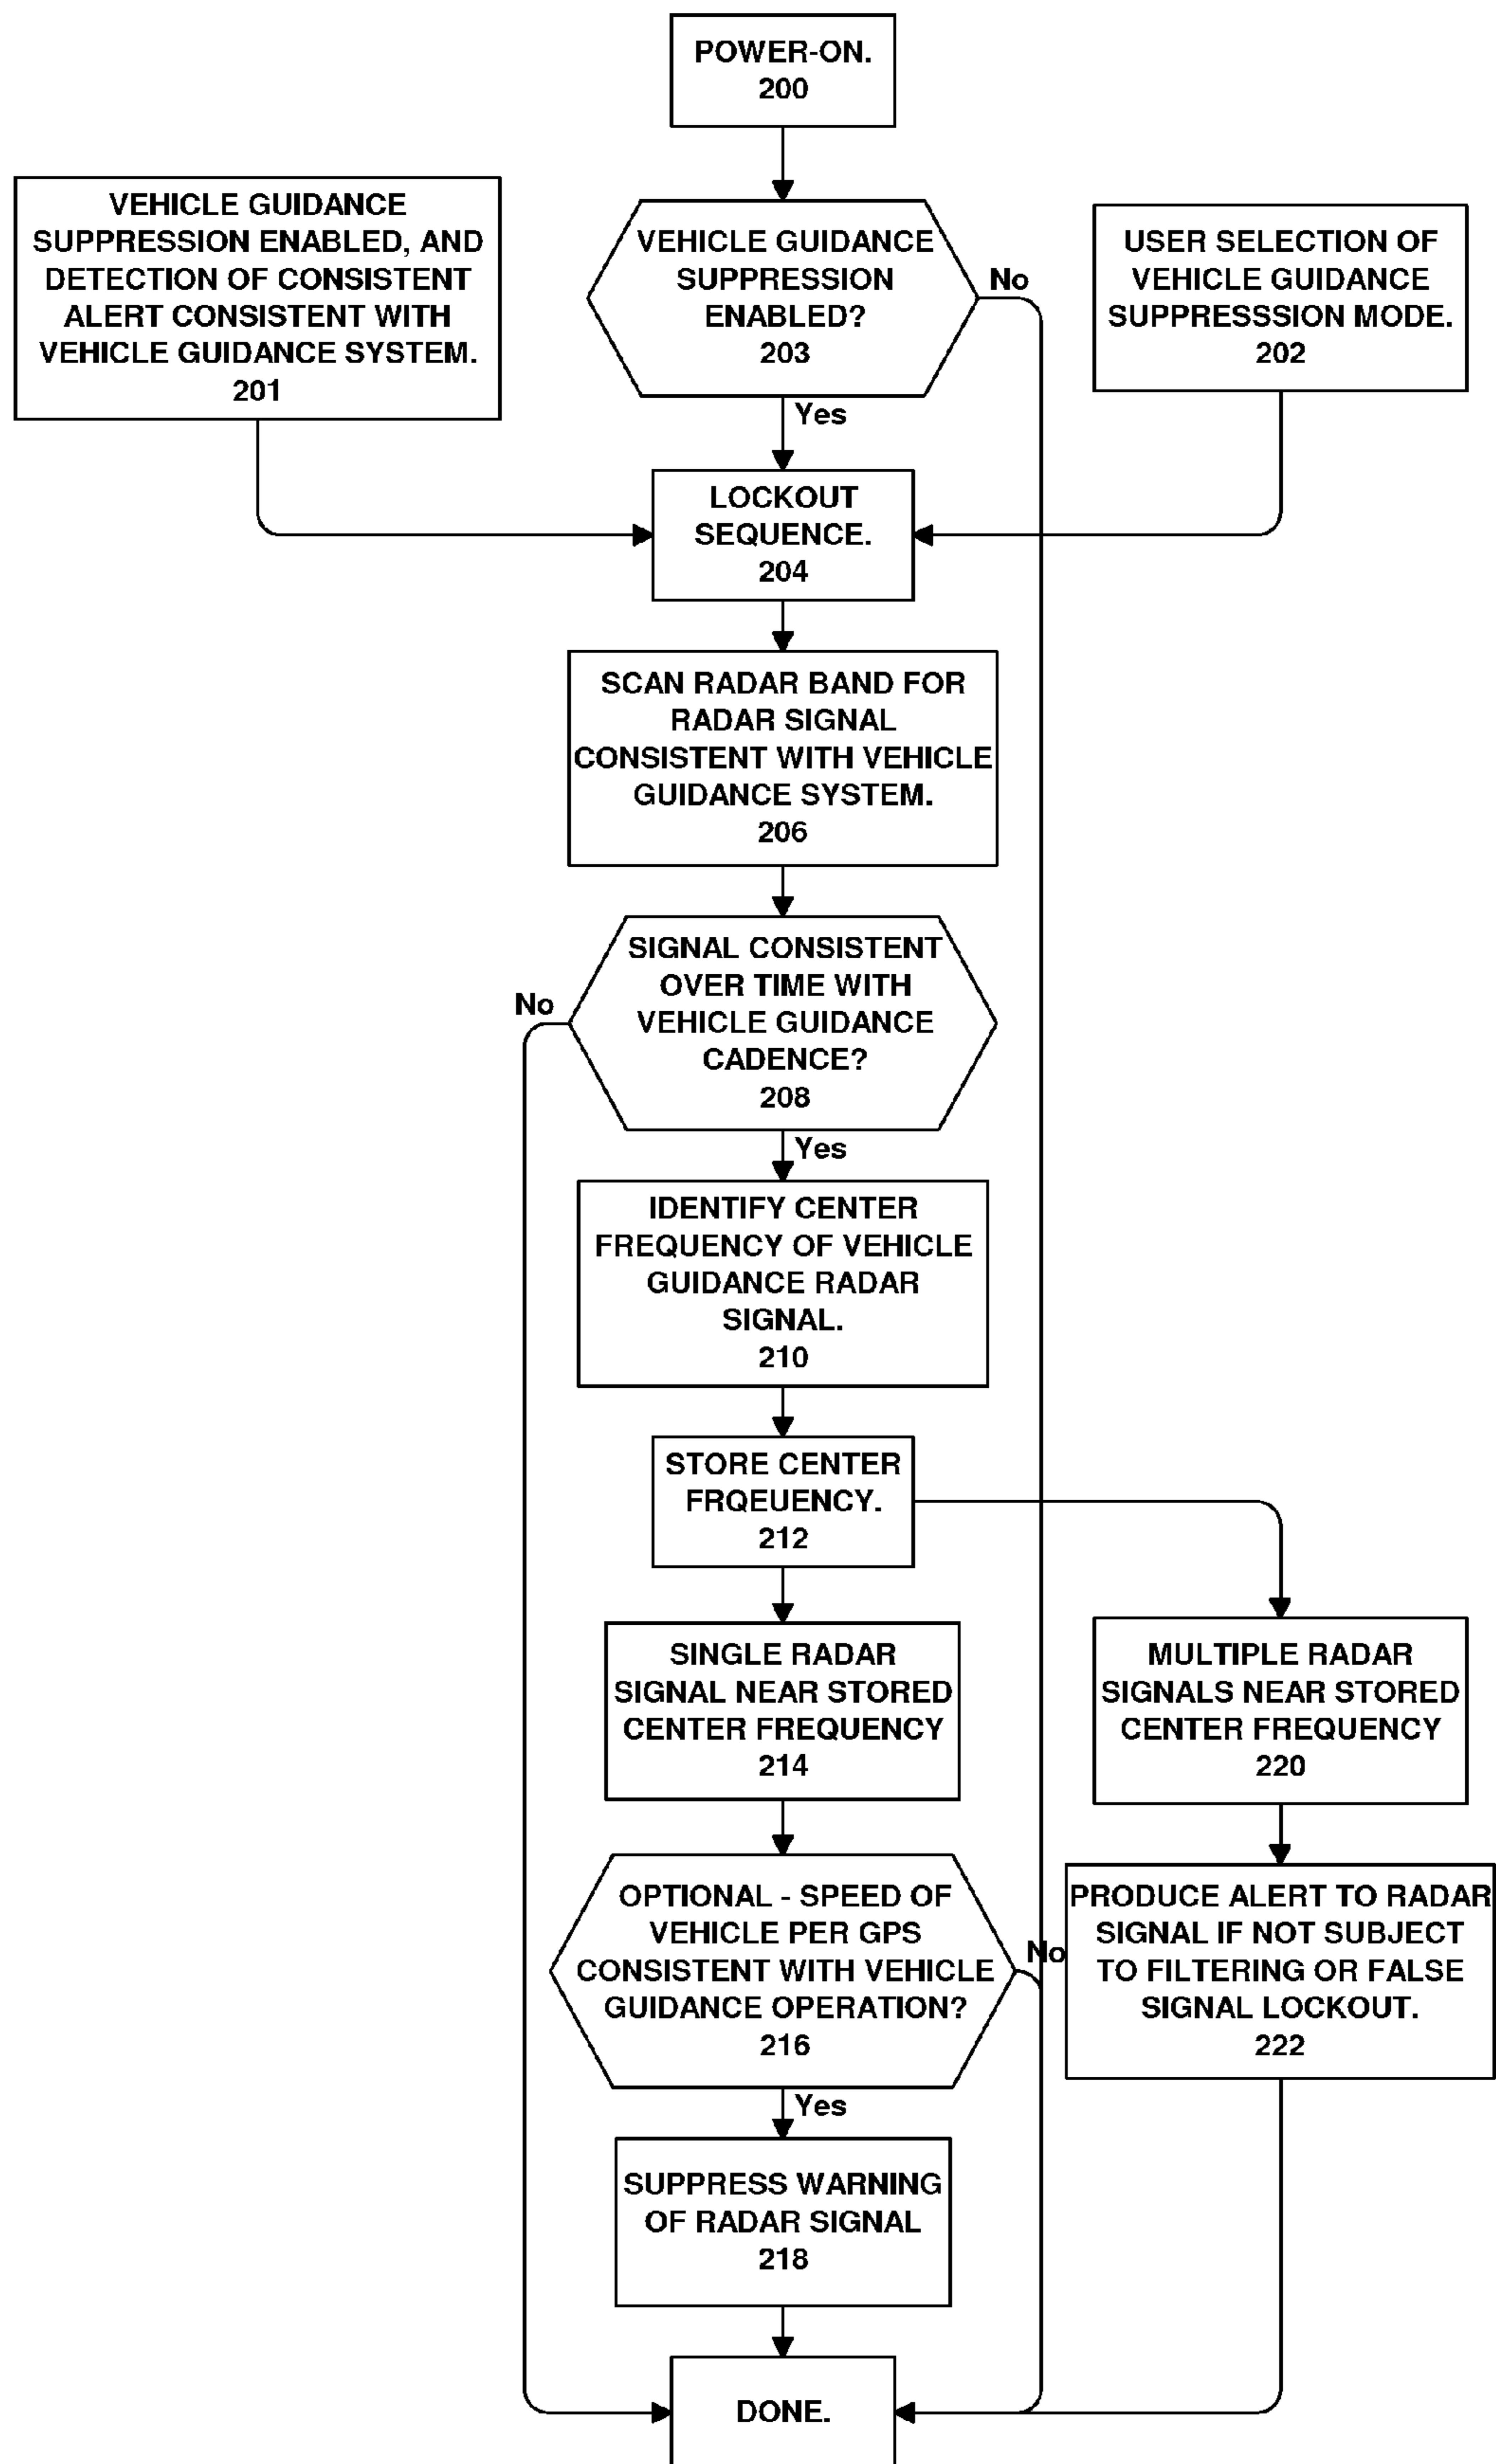 POWER-ON.
200
VEHICLE GUIDANCE
SUPPRESSION ENABLED, AND
DETECTION OF CONSISTENT
ALERT CONSISTENT WITH
VEHICLE GUIDANCE SYSTEM.
201
VEHICLE GUIDANCE
SUPPRESSION
ENABLED?
203
No
USER SELECTION OF
VEHICLE GUIDANCE
SUPPRESSSION MODE.
202
Yes
LOCKOUT
SEQUENCE.
204
SCAN RADAR BAND FOR
RADAR SIGNAL
CONSISTENT WITH VEHICLE
GUIDANCE SYSTEM.
206
SIGNAL CONSISTENT
OVER TIME WITH
VEHICLE GUIDANCE
CADENCE?
208
No
Yes
IDENTIFY CENTER
FREQUENCY OF VEHICLE
GUIDANCE RADAR
SIGNAL.
210
STORE CENTER
FRQEUENCY.
212
SINGLE RADAR
SIGNAL NEAR STORED
CENTER FREQUENCY
214
MULTIPLE RADAR
SIGNALS NEAR STORED
CENTER FREQUENCY
220
OPTIONAL - SPEED OF
VEHICLE PER GPS
CONSISTENT WITH VEHICLE
GUIDANCE OPERATION?
216
No
PRODUCE ALERT TO RADAR
SIGNAL IF NOT SUBJECT
TO FILTERING OR FALSE
SIGNAL LOCKOUT.
222
Yes
SUPPRESS WARNING
OF RADAR SIGNAL
218
DONE.